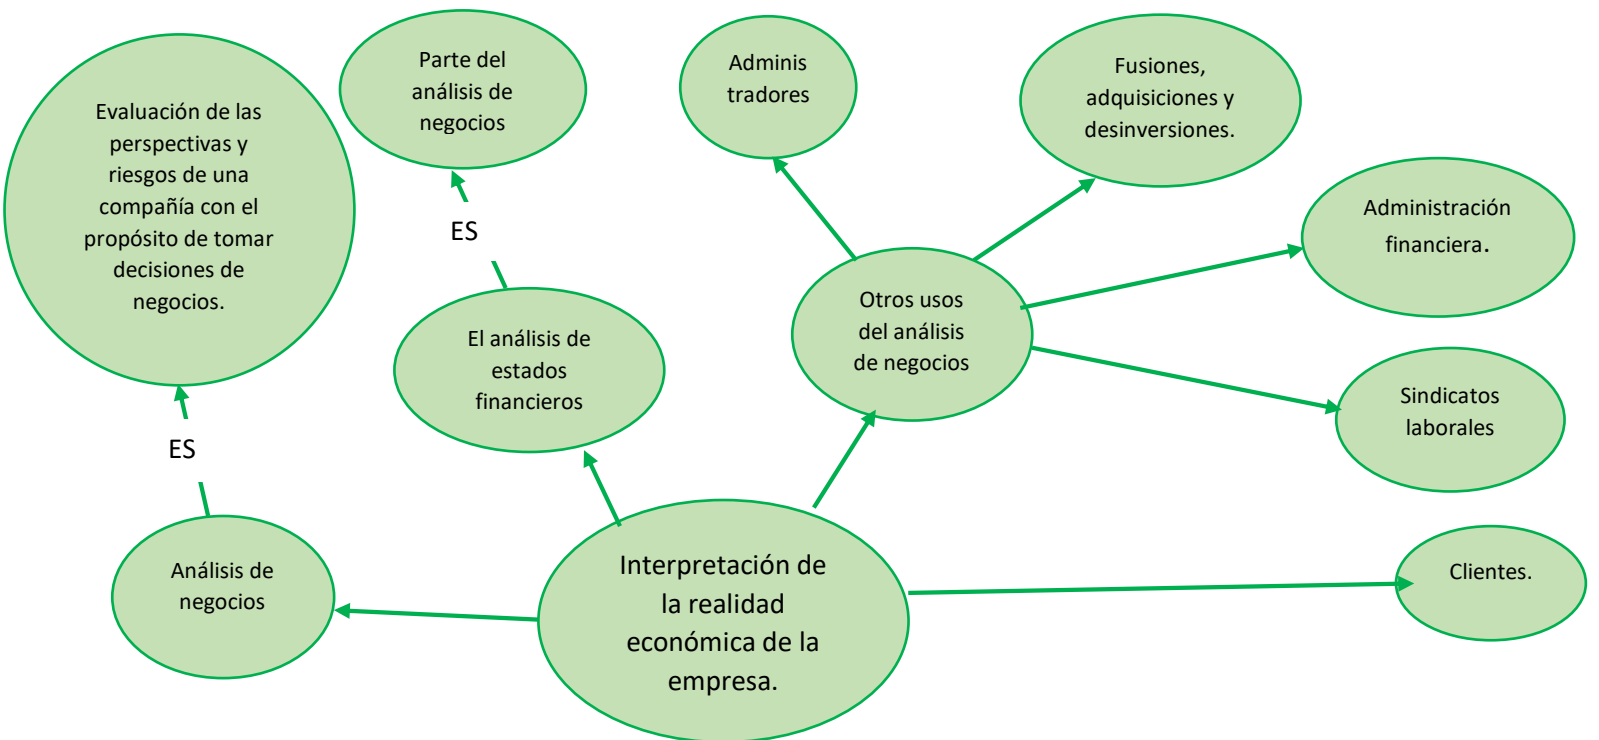 Evaluación de las
perspectivas y
riesgos de una
compañía con el
propósito de tomar
decisiones de
negocios.
Parte del
análisis de
negocios
Adminis
tradores
Fusiones,
adquisiciones y
desinversiones.
Administración
financiera.
ES
El análisis de
estados
financieros
Otros usos
del análisis
de negocios
Sindicatos
laborales
ES
Análisis de
negocios
Interpretación de
la realidad
económica de la
empresa.
Clientes.